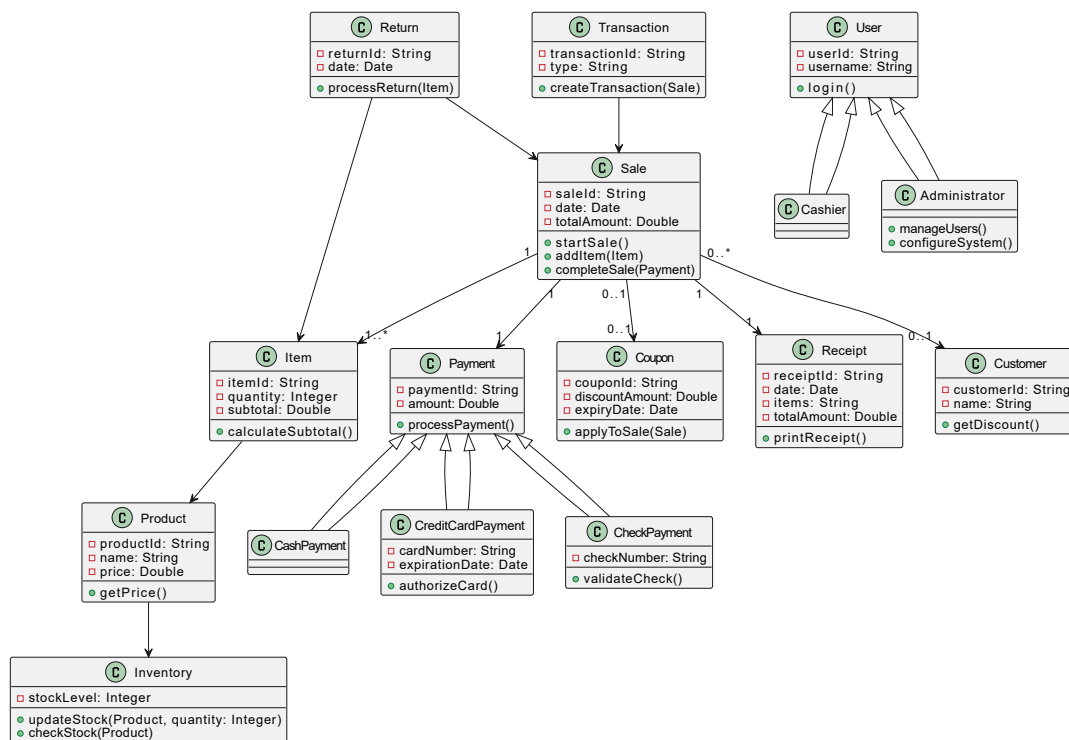 C Return
returnId: String
date: Date
processReturn(Item)
C Transaction
transactionId: String
type: String
createTransaction(Sale)
C User
userId: String
username: String
login()
C Sale
saleId: String
date: Date
totalAmount: Double
startSale()
addItem(Item)
completeSale(Payment)
C Cashier
C Administrator
manageUsers()
configureSystem()
1
1
0..1
1
0..*
1..*
1
0..1
1
0..1
C Item
itemId: String
quantity: Integer
subtotal: Double
calculateSubtotal()
C Payment
paymentId: String
amount: Double
processPayment()
C Coupon
couponId: String
discountAmount: Double
expiryDate: Date
applyToSale(Sale)
C Receipt
receiptId: String
date: Date
items: String
totalAmount: Double
printReceipt()
C Customer
customerId: String
name: String
getDiscount()
C Product
productId: String
name: String
price: Double
getPrice()
C CashPayment
C CreditCardPayment
cardNumber: String
expirationDate: Date
authorizeCard()
C CheckPayment
checkNumber: String
validateCheck()
C Inventory
stockLevel: Integer
updateStock(Product, quantity: Integer)
checkStock(Product)